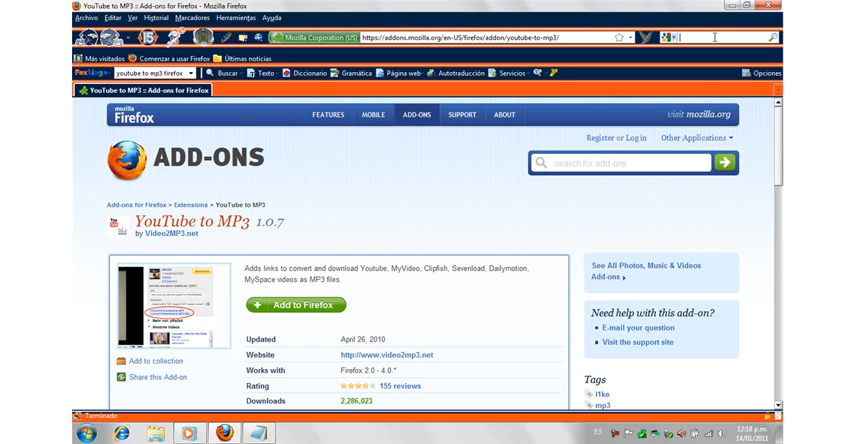 YouTube to MP3 :: Add-ons for Firefox - Mozilla Firefox
Archivo Editar Ver Historial Marcadores Herramientas Ayuda
Mozilla Corporation (US) https://addons.mozilla.org/en-US/firefox/addon/youtube-to-mp3/
Más visitados Comenzar a usar Firefox Últimas noticias
youtube to mp3 firefox Buscar Texto Diccionario Gramática Página web Autotraducción Servicios Opciones
YouTube to MP3 :: Add-ons for Firefox
mozilla
Firefox
FEATURES MOBILE ADD-ONS SUPPORT ABOUT visit mozilla.org
Register or Log in Other Applications
ADD-ONS
search for add-ons
Add-ons for Firefox > Extensions > YouTube to MP3
YouTube to MP3 1.0.7
by Video2MP3.net
Adds links to convert and download Youtube, MyVideo, Clipfish, Sevenload, Dailymotion,
MySpace videos as MP3 files.
Add to Firefox
Updated April 26, 2010
Website http://www.video2mp3.net
Works with Firefox 2.0 - 4.0.*
Rating 155 reviews
Downloads 2,286,023
Add to collection
Share this Add-on
See All Photos, Music & Videos
Add-ons
Need help with this add-on?
E-mail your question
Visit the support site
Tags
l1ke
mp3
Terminado
ES 12:18 p.m.
14/01/2011